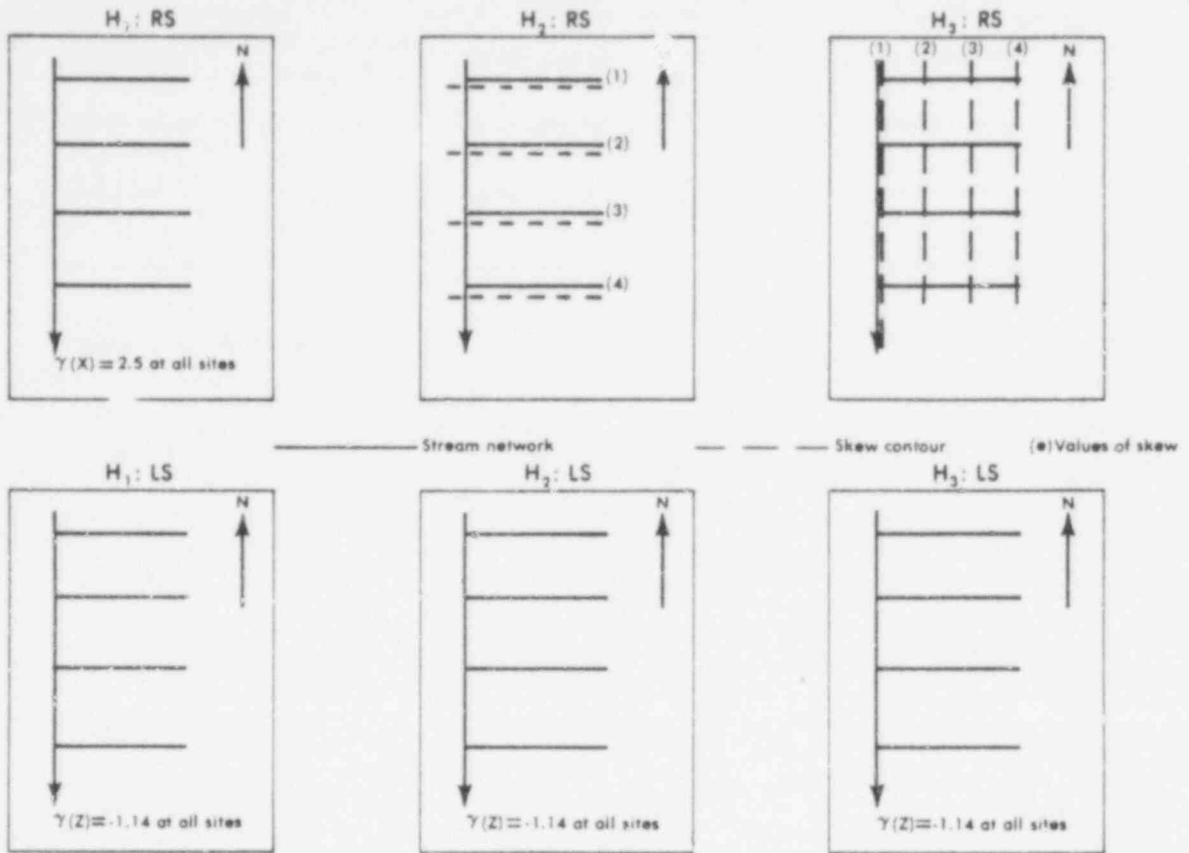 H₁: RS
H₂: RS
H₃: RS
N
(1)
(2)
(3)
(4)
(1) (2) (3) (4) N
γ(X)=2.5 at all sites
Stream network
Skew contour
(•)Values of skew
H₁: LS
H₂: LS
H₃: LS
N
N
N
γ(Z)=-1.14 at all sites
γ(Z)=-1.14 at all sites
γ(Z)=-1.14 at all sites